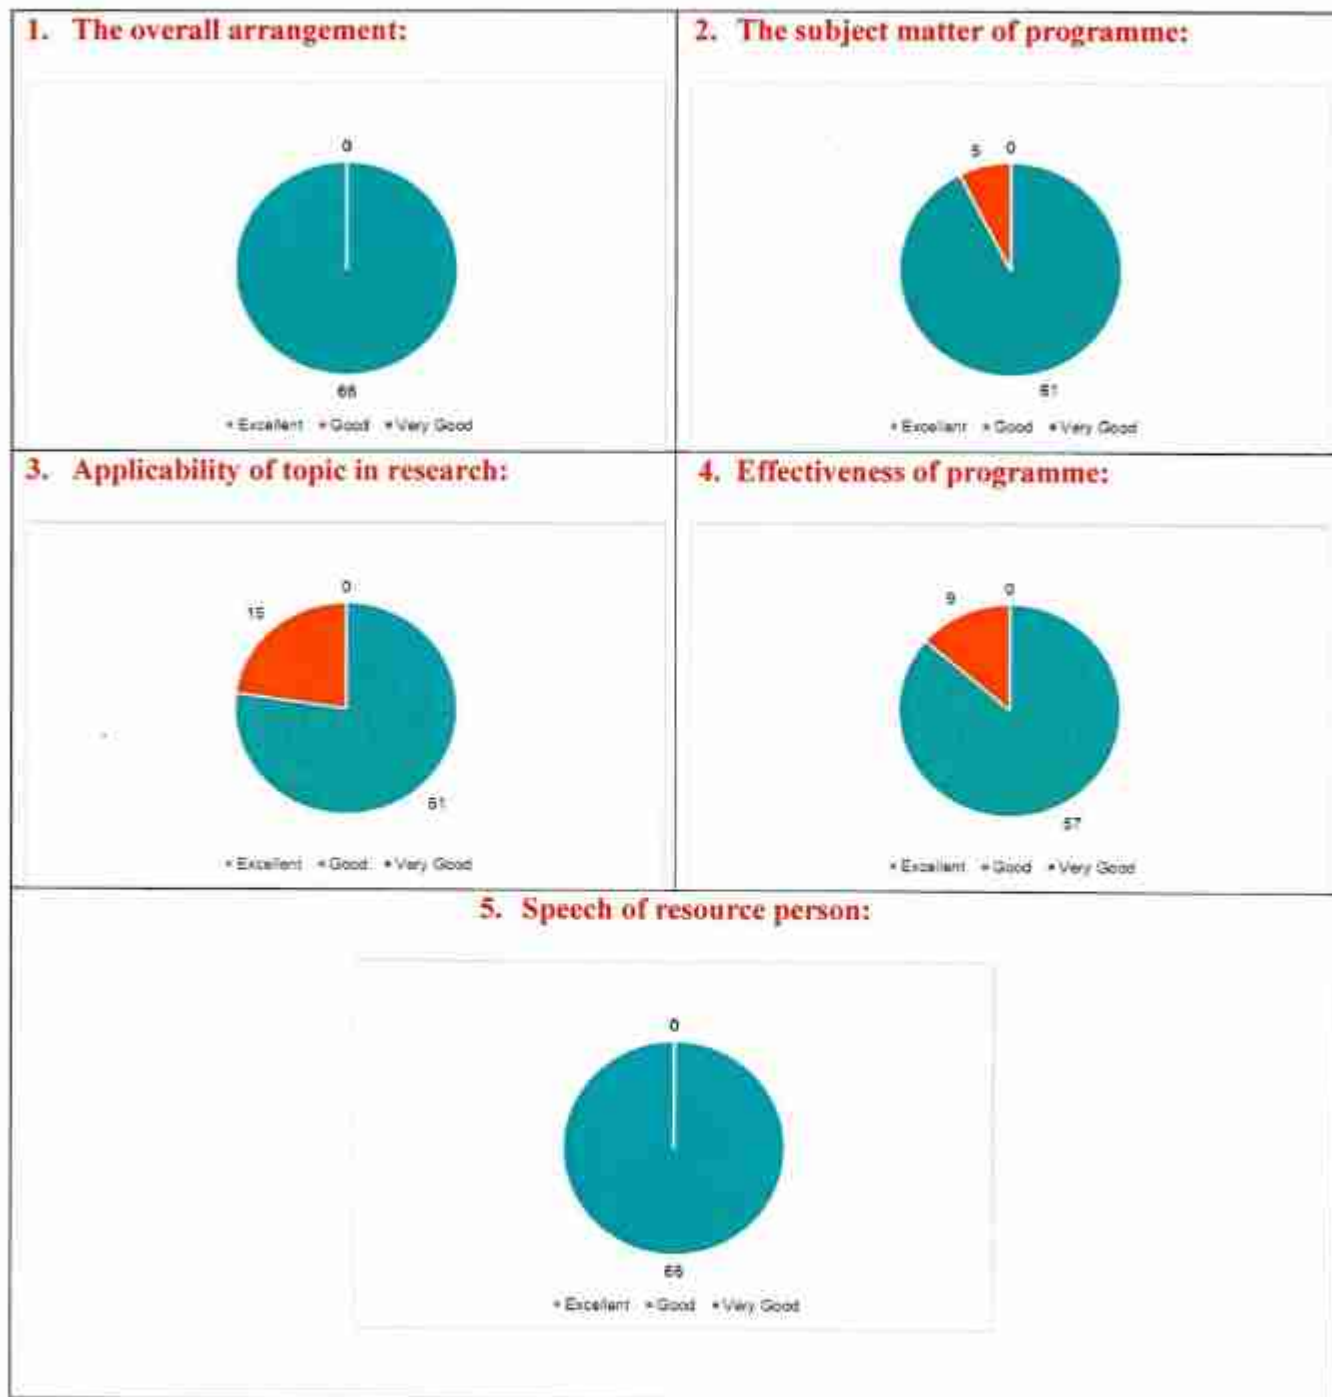 1. The overall arrangement:
0
66
• Excellent • Good • Very Good
2. The subject matter of programme:
5 0
61
• Excellent • Good • Very Good
3. Applicability of topic in research:
0
15
51
• Excellent • Good • Very Good
4. Effectiveness of programme:
9 0
57
• Excellent • Good • Very Good
5. Speech of resource person:
0
66
• Excellent • Good • Very Good